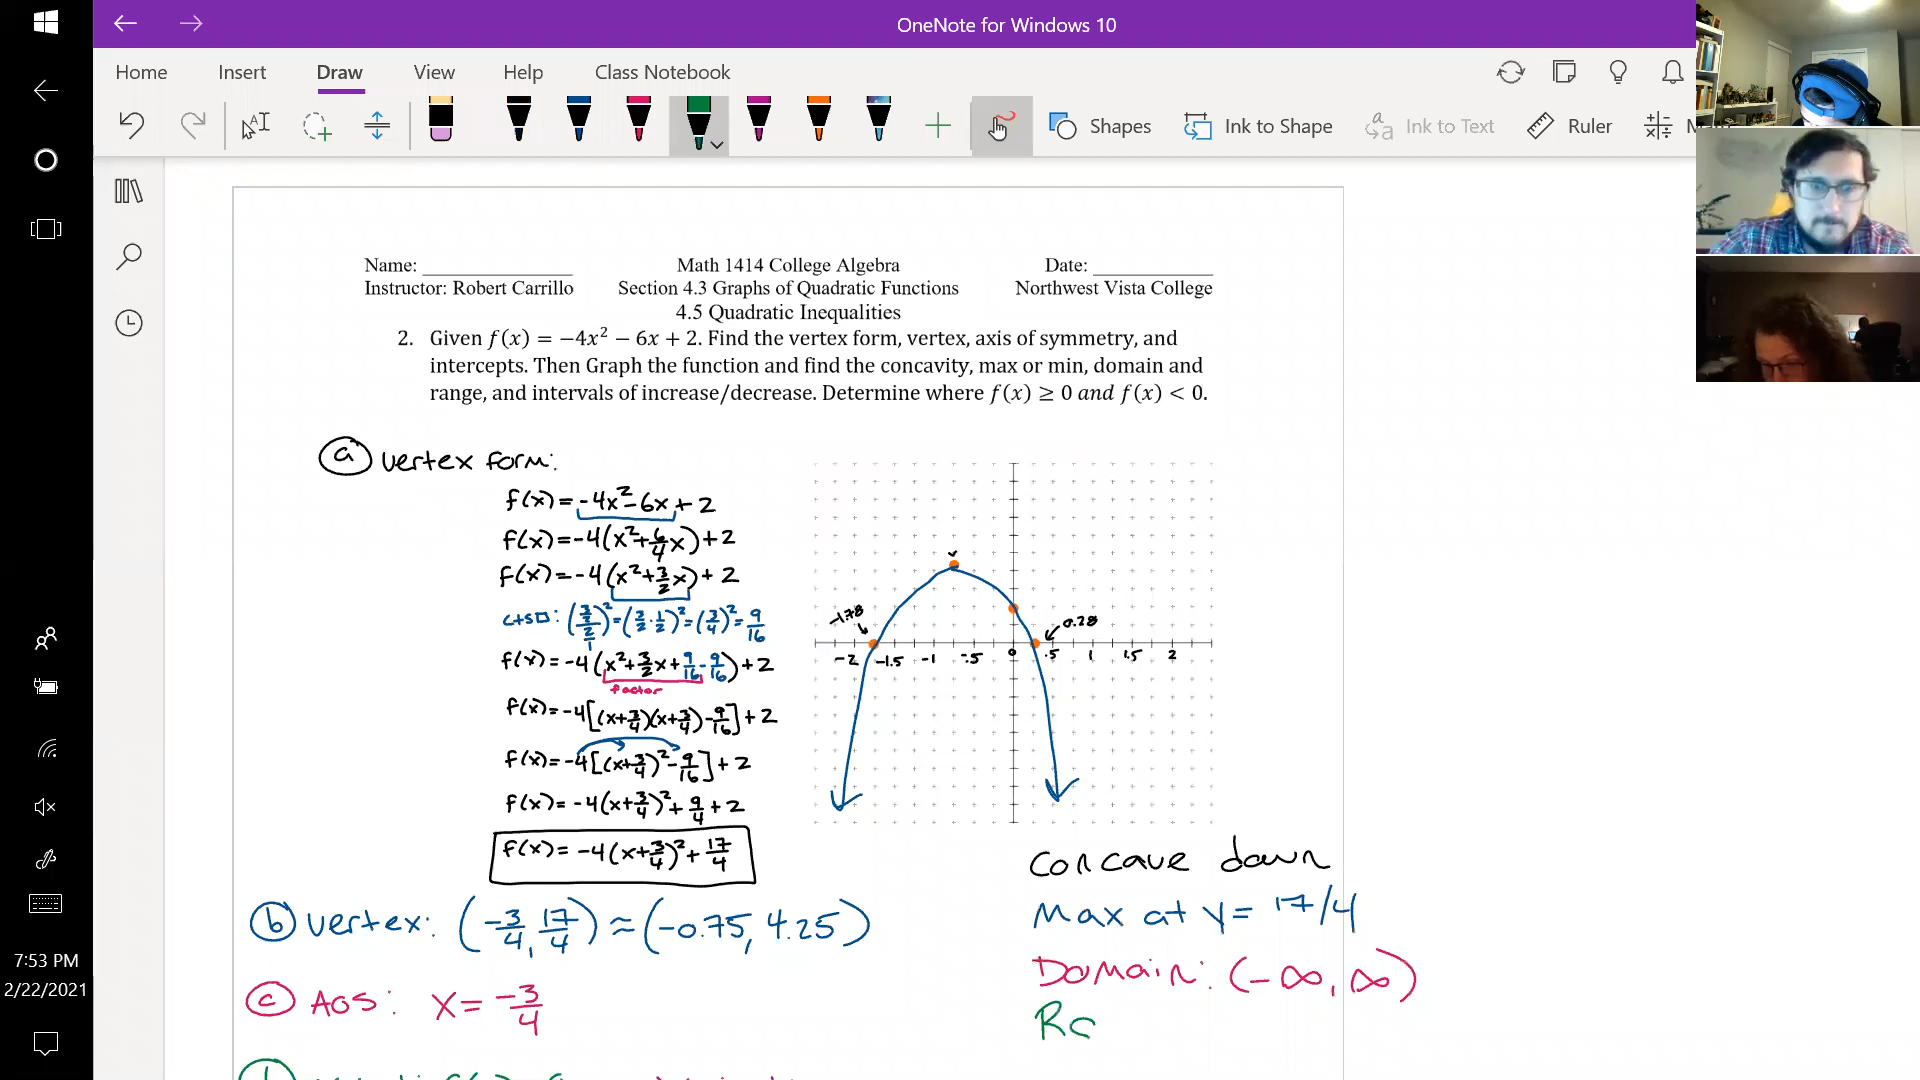 OneNote for Windows 10
Home Insert Draw View Help Class Notebook
Shapes Ink to Shape Ink to Text Ruler
Name: ____________ Math 1414 College Algebra Date: ____________
Instructor: Robert Carrillo Section 4.3 Graphs of Quadratic Functions Northwest Vista College
4.5 Quadratic Inequalities
2. Given f(x) = −4x² − 6x + 2. Find the vertex form, vertex, axis of symmetry, and
intercepts. Then Graph the function and find the concavity, max or min, domain and
range, and intervals of increase/decrease. Determine where f(x) ≥ 0 and f(x) < 0.
(a) vertex form:
f(x) = -4x²-6x+2
f(x) = -4(x²+6/4x)+2
f(x) = -4(x²+3/2x)+2
CTS□: (3/2/2/1)² = (3/2·1/2)² = (3/4)² = 9/16
f(x) = -4(x²+3/2x+9/16-9/16)+2
factor
f(x) = -4[(x+3/4)(x+3/4)-9/16]+2
f(x) = -4[(x+3/4)²-9/16]+2
f(x) = -4(x+3/4)²+9/4+2
f(x) = -4(x+3/4)²+17/4
v
-1.78
0.28
-2 -1.5 -1 -.5 0 .5 1 1.5 2
Concave down
(b) vertex: (-3/4, 17/4) ≈ (-0.75, 4.25)
Max at y = 17/4
Domain: (-∞, ∞)
(c) AOS: x = -3/4
Ra
7:53 PM
2/22/2021